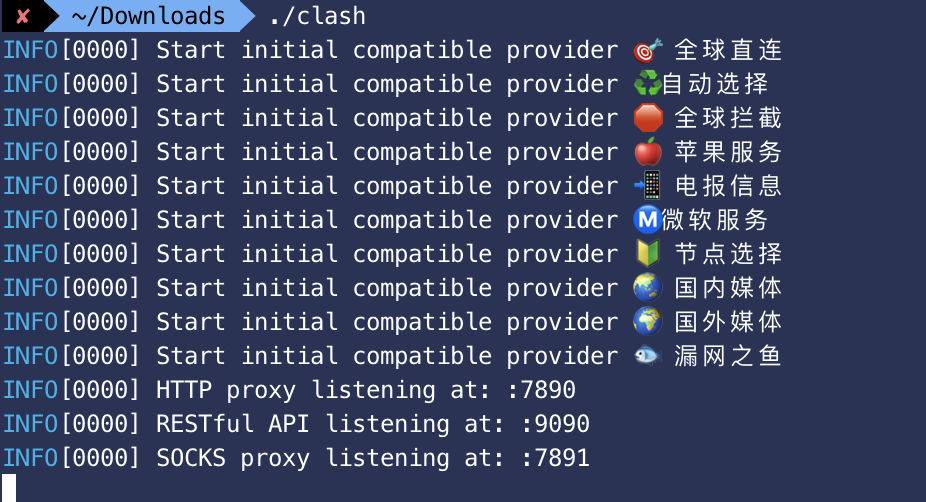 ✘ ~/Downloads ./clash
INFO[0000] Start initial compatible provider 🎯 全球直连
INFO[0000] Start initial compatible provider ♻️自动选择
INFO[0000] Start initial compatible provider 🛑 全球拦截
INFO[0000] Start initial compatible provider 🍎 苹果服务
INFO[0000] Start initial compatible provider 📲 电报信息
INFO[0000] Start initial compatible provider Ⓜ️微软服务
INFO[0000] Start initial compatible provider 🔰 节点选择
INFO[0000] Start initial compatible provider 🌏 国内媒体
INFO[0000] Start initial compatible provider 🌍 国外媒体
INFO[0000] Start initial compatible provider 🐟 漏网之鱼
INFO[0000] HTTP proxy listening at: :7890
INFO[0000] RESTful API listening at: :9090
INFO[0000] SOCKS proxy listening at: :7891